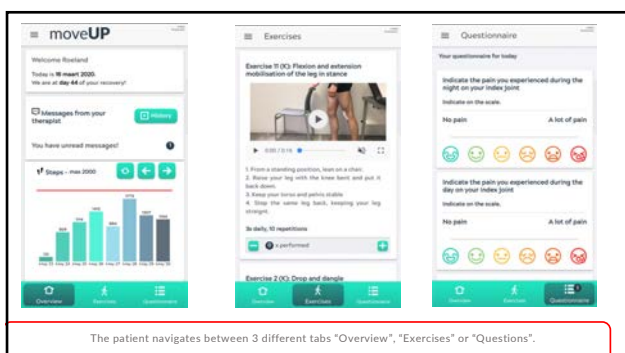 moveUP
Welcome Roeland
Today is 16 maart 2020.
We are at day 44 of your recovery!
Messages from your
therapist
History
You have unread messages!
Steps - max 2000
Overview
Exercises
Questionnaire
Exercises
Exercise 11 (K): Flexion and extension
mobilisation of the leg in stance
0:00 / 0:16
1. From a standing position, lean on a chair.
2. Raise your leg with the knee bent and put it
back down.
3. Keep your torso and pelvis stable
4. Step the same leg back, keeping your leg
straight.
3x daily, 10 repetitions
x performed
Exercise 2 (K): Drop and dangle
Overview
Exercises
Questionnaire
Questionnaire
Your questionnaire for today
Indicate the pain you experienced during the
night on your index joint
Indicate on the scale.
No pain A lot of pain
Indicate the pain you experienced during the
day on your index joint
Indicate on the scale.
No pain A lot of pain
Overview
Exercises
Questionnaire
The patient navigates between 3 different tabs “Overview”, “Exercises” or “Questions”.